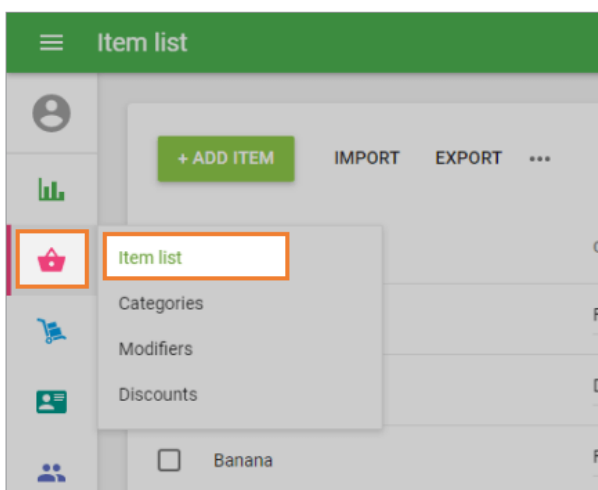 Item list
+ ADD ITEM IMPORT EXPORT
Item list
Categories
Modifiers
Discounts
Banana